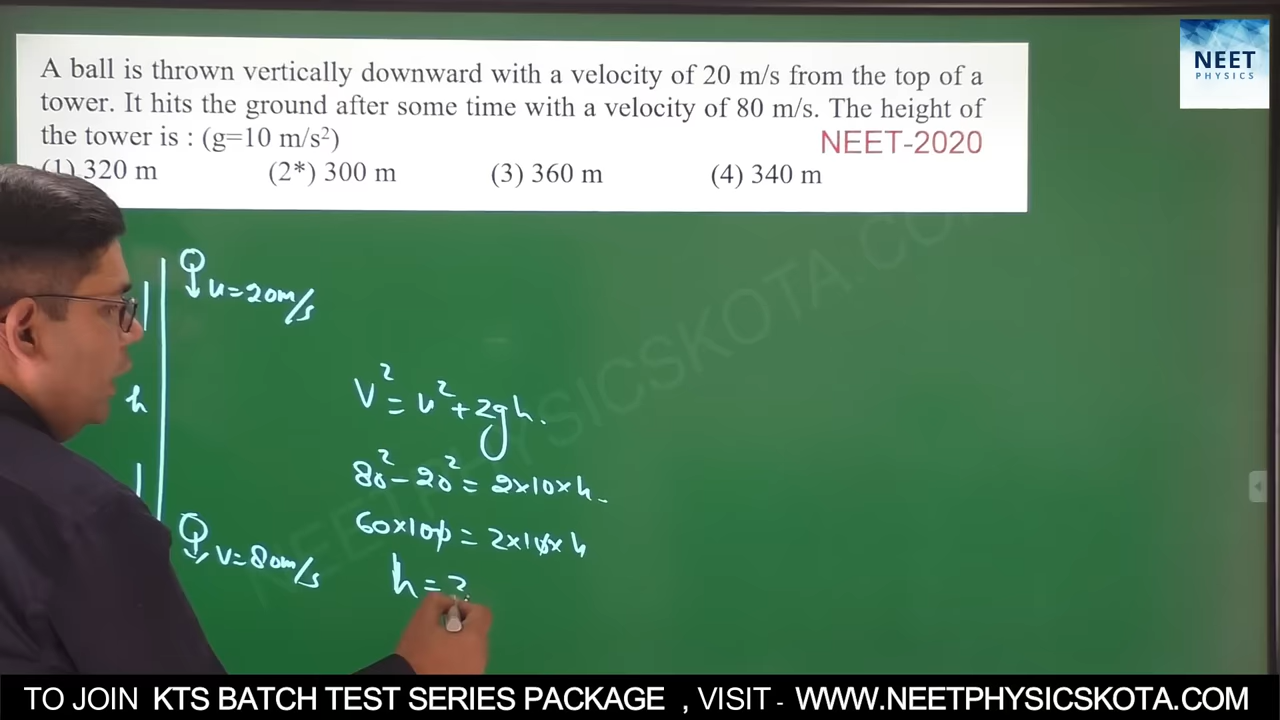 A ball is thrown vertically downward with a velocity of 20 m/s from the top of a
tower. It hits the ground after some time with a velocity of 80 m/s. The height of
the tower is : (g=10 m/s²)
NEET-2020
(1) 320 m (2*) 300 m (3) 360 m (4) 340 m
NEET
PHYSICS
u=20m/s
h
v=80m/s
V²=u²+2gh.
80²-20²=2×10×h
60×100=2×10×h
h=3
NEETPHYSICSKOTA.COM
TO JOIN KTS BATCH TEST SERIES PACKAGE , VISIT - WWW.NEETPHYSICSKOTA.COM